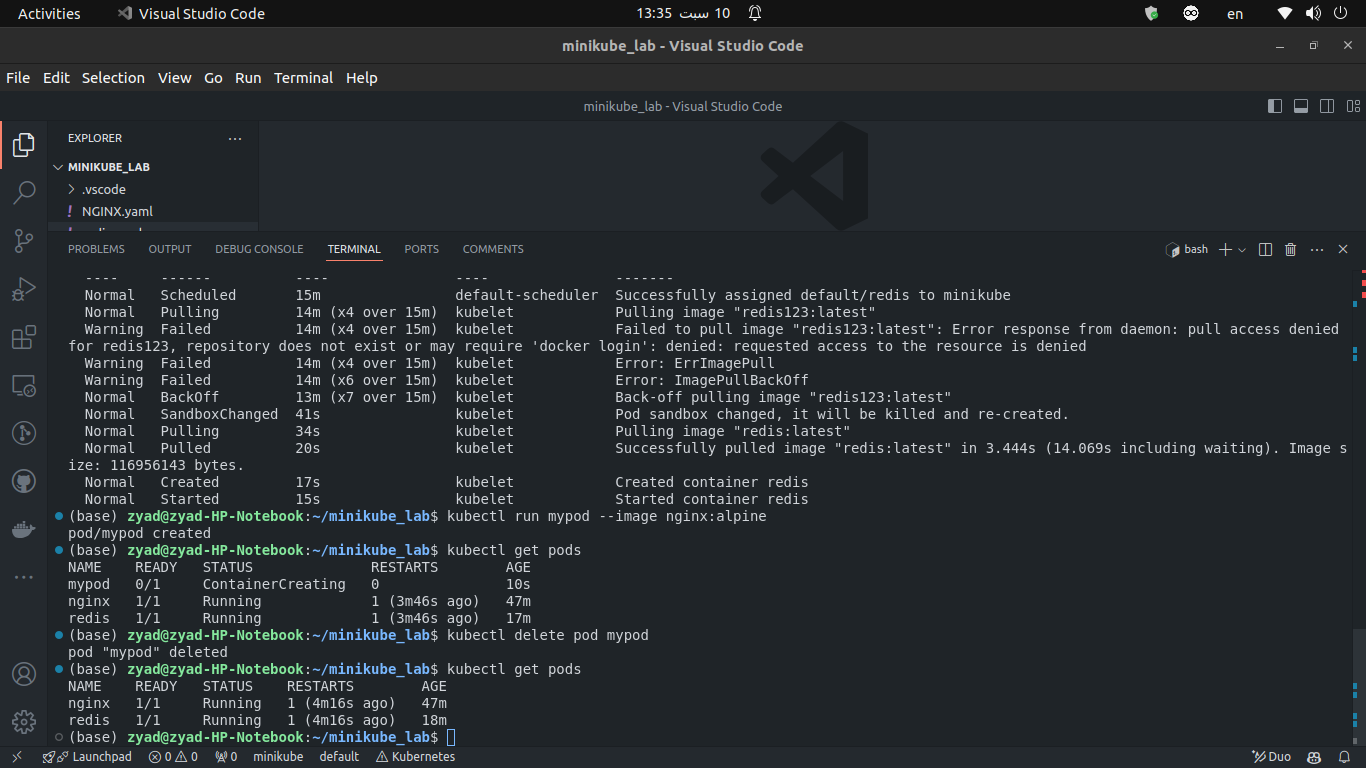 Activities Visual Studio Code 13:35 10 سبت en
minikube_lab - Visual Studio Code
File Edit Selection View Go Run Terminal Help
minikube_lab - Visual Studio Code
EXPLORER ...
MINIKUBE_LAB
> .vscode
! NGINX.yaml
PROBLEMS OUTPUT DEBUG CONSOLE TERMINAL PORTS COMMENTS bash
---- ------ ---- ---- -------
Normal Scheduled 15m default-scheduler Successfully assigned default/redis to minikube
Normal Pulling 14m (x4 over 15m) kubelet Pulling image "redis123:latest"
Warning Failed 14m (x4 over 15m) kubelet Failed to pull image "redis123:latest": Error response from daemon: pull access denied
for redis123, repository does not exist or may require 'docker login': denied: requested access to the resource is denied
Warning Failed 14m (x4 over 15m) kubelet Error: ErrImagePull
Warning Failed 14m (x6 over 15m) kubelet Error: ImagePullBackOff
Normal BackOff 13m (x7 over 15m) kubelet Back-off pulling image "redis123:latest"
Normal SandboxChanged 41s kubelet Pod sandbox changed, it will be killed and re-created.
Normal Pulling 34s kubelet Pulling image "redis:latest"
Normal Pulled 20s kubelet Successfully pulled image "redis:latest" in 3.444s (14.069s including waiting). Image s
ize: 116956143 bytes.
Normal Created 17s kubelet Created container redis
Normal Started 15s kubelet Started container redis
(base) zyad@zyad-HP-Notebook:~/minikube_lab$ kubectl run mypod --image nginx:alpine
pod/mypod created
(base) zyad@zyad-HP-Notebook:~/minikube_lab$ kubectl get pods
NAME READY STATUS RESTARTS AGE
mypod 0/1 ContainerCreating 0 10s
nginx 1/1 Running 1 (3m46s ago) 47m
redis 1/1 Running 1 (3m46s ago) 17m
(base) zyad@zyad-HP-Notebook:~/minikube_lab$ kubectl delete pod mypod
pod "mypod" deleted
(base) zyad@zyad-HP-Notebook:~/minikube_lab$ kubectl get pods
NAME READY STATUS RESTARTS AGE
nginx 1/1 Running 1 (4m16s ago) 47m
redis 1/1 Running 1 (4m16s ago) 18m
(base) zyad@zyad-HP-Notebook:~/minikube_lab$
Launchpad 0 0 0 minikube default Kubernetes Duo